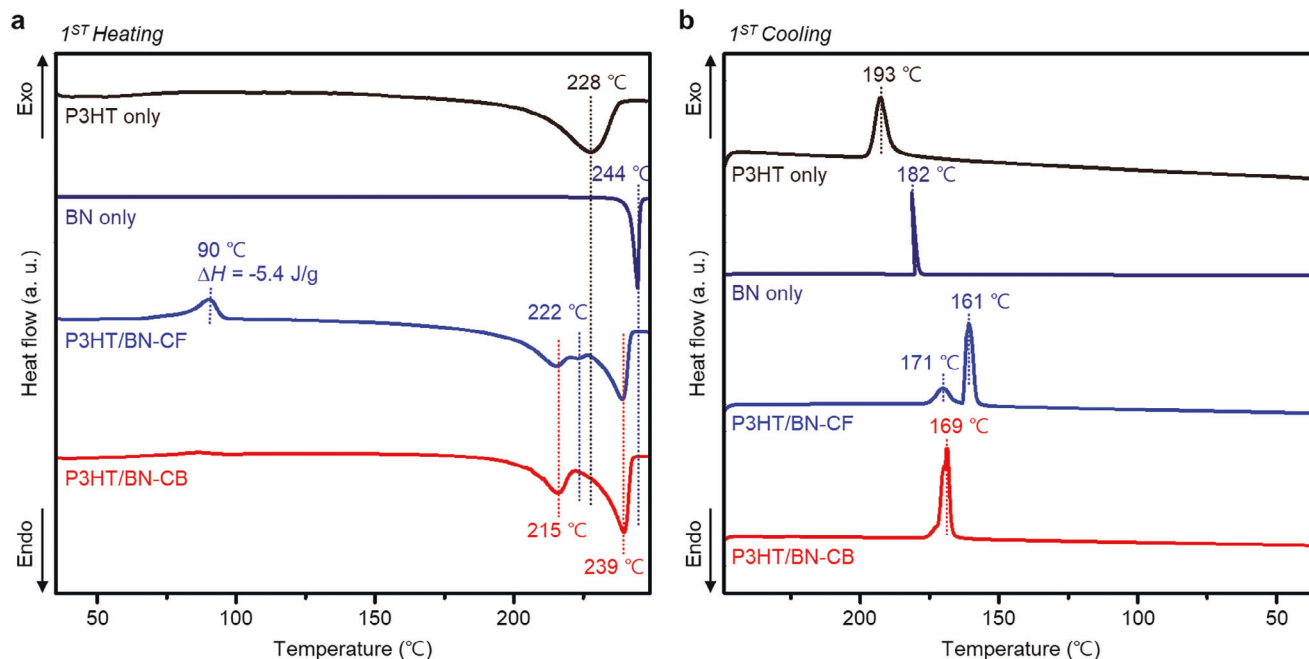 a
1ST Heating
Exo
Heat flow (a. u.)
Endo
228 ℃
P3HT only
244 ℃
BN only
90 ℃
ΔH = -5.4 J/g
222 ℃
P3HT/BN-CF
P3HT/BN-CB
215 ℃
239 ℃
50 100 150 200
Temperature (℃)
b
1ST Cooling
Exo
Heat flow (a. u.)
Endo
193 ℃
P3HT only
182 ℃
BN only
161 ℃
171 ℃
P3HT/BN-CF
169 ℃
P3HT/BN-CB
200 150 100 50
Temperature (℃)